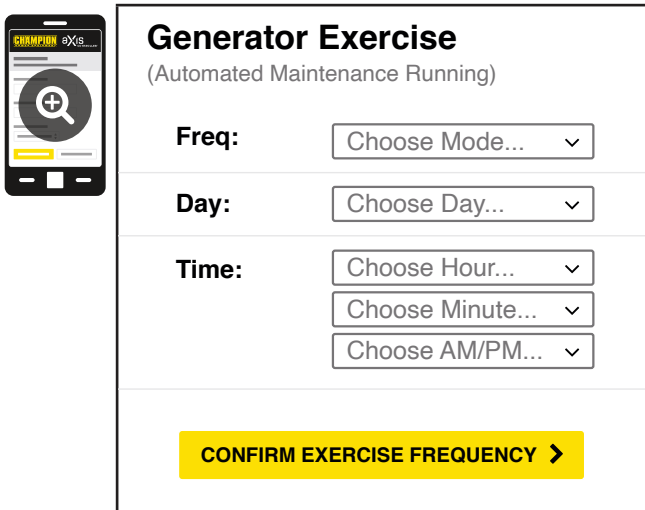 CHAMPION aXis
Generator Exercise
(Automated Maintenance Running)
Freq:
Choose Mode...
Day:
Choose Day...
Time:
Choose Hour...
Choose Minute...
Choose AM/PM...
CONFIRM EXERCISE FREQUENCY